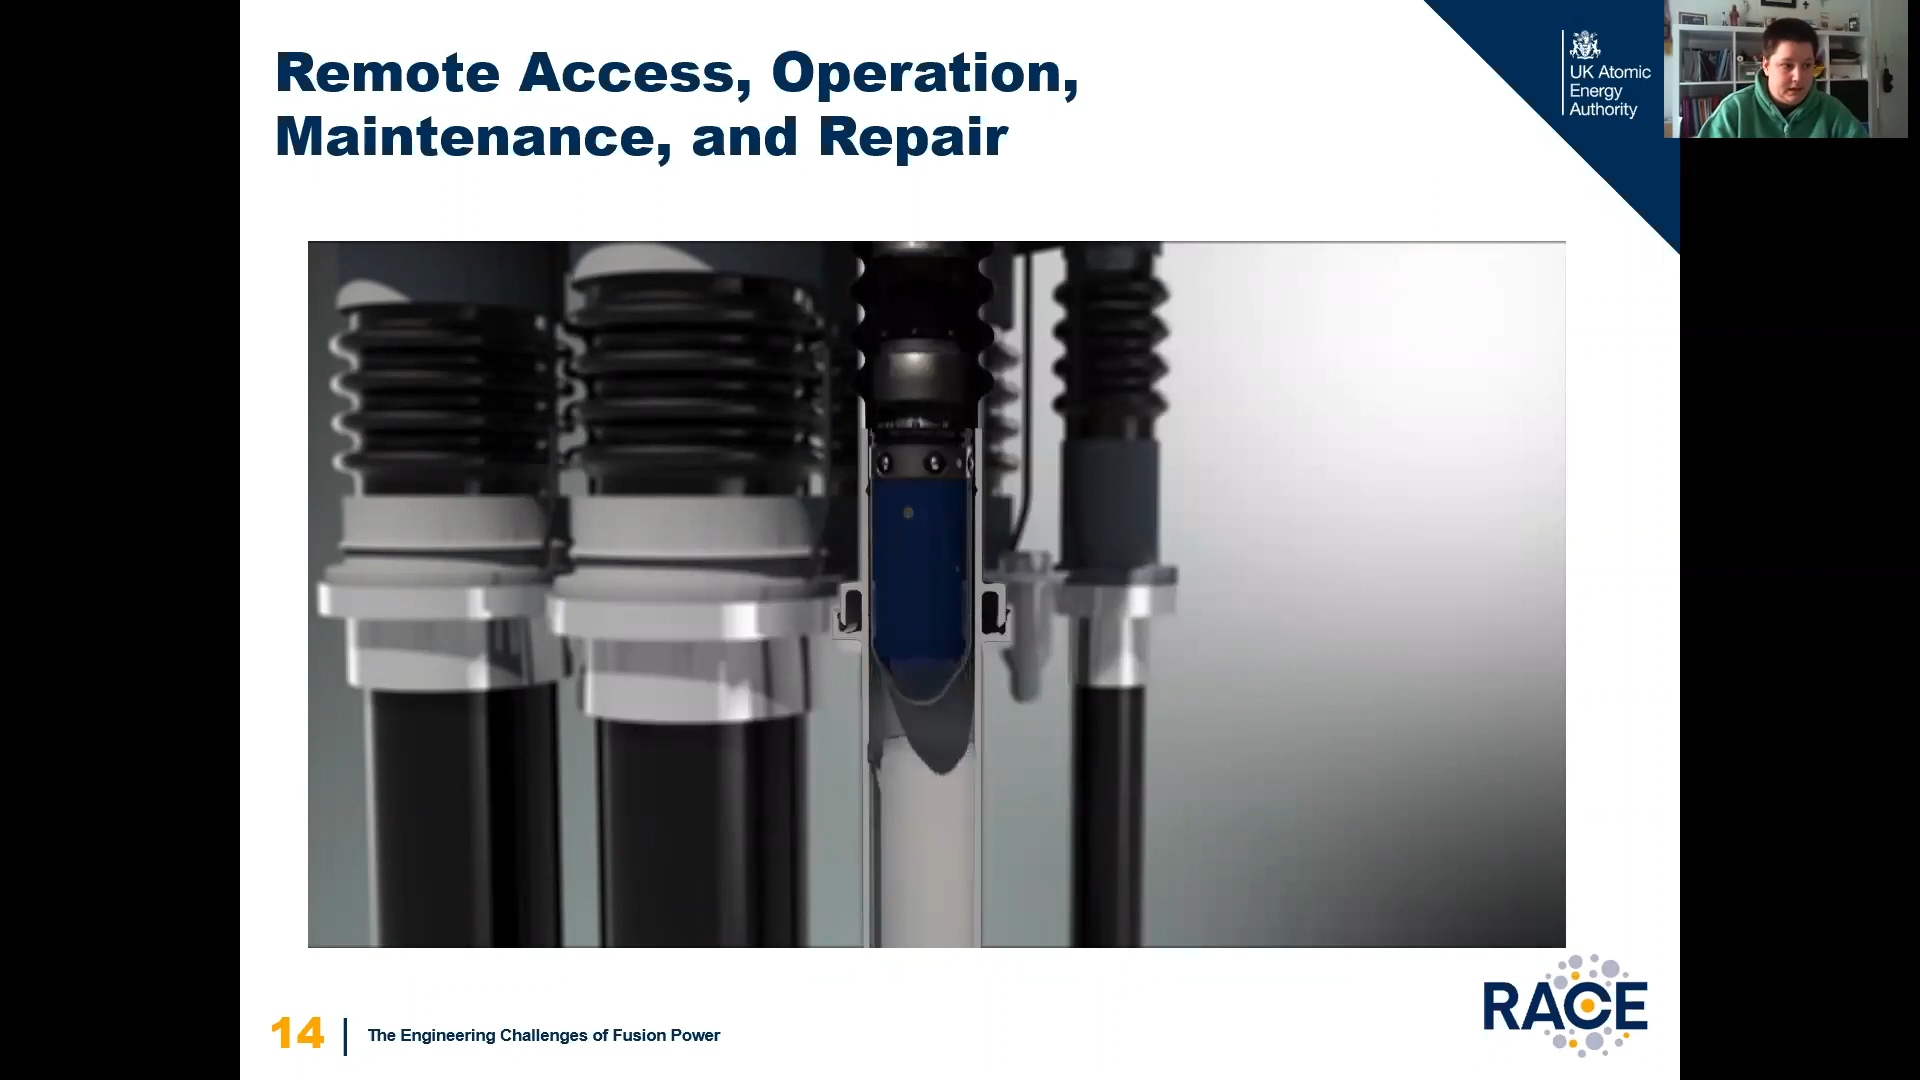 Remote Access, Operation,
Maintenance, and Repair
UK Atomic
Energy
Authority
RACE
14
The Engineering Challenges of Fusion Power